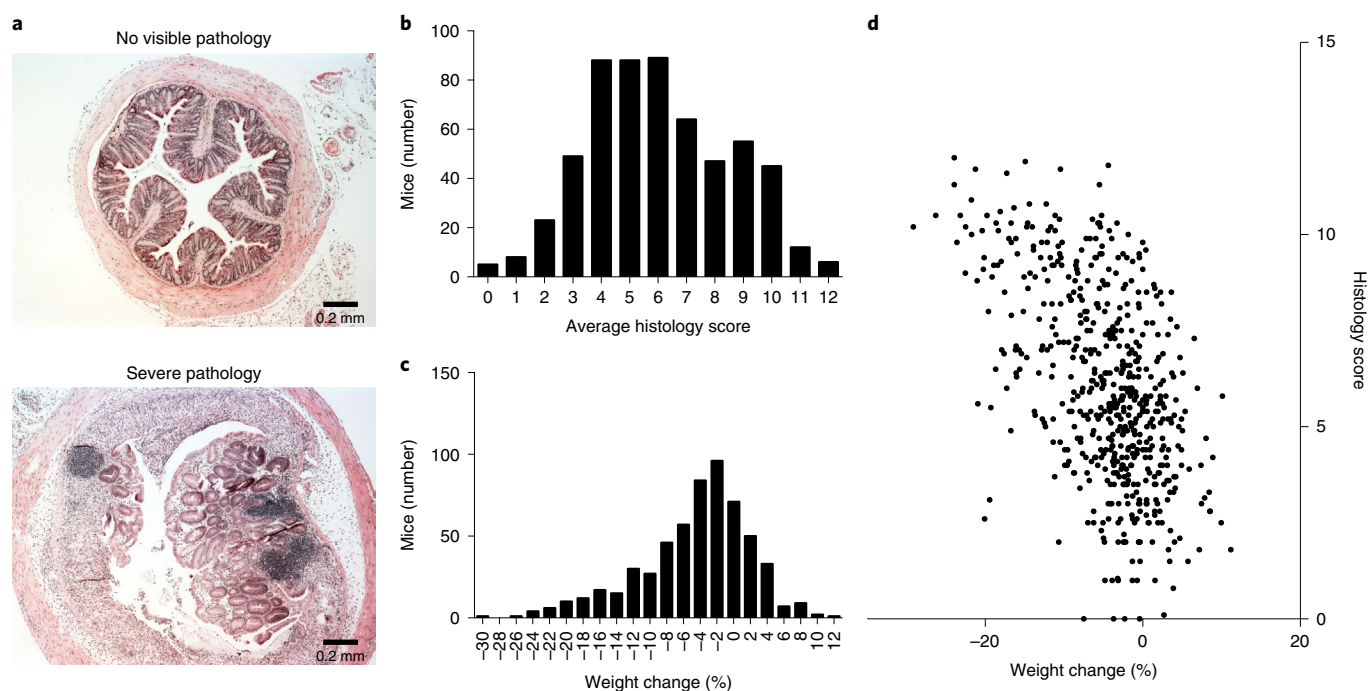 a
No visible pathology
0.2 mm
Severe pathology
0.2 mm
b
100
80
60
40
20
0
Mice (number)
0 1 2 3 4 5 6 7 8 9 10 11 12
Average histology score
c
150
100
50
0
Mice (number)
–30 –28 –26 –24 –22 –20 –18 –16 –14 –12 –10 –8 –6 –4 –2 0 2 4 6 8 10 12
Weight change (%)
d
15
10
5
0
Histology score
–20 0 20
Weight change (%)